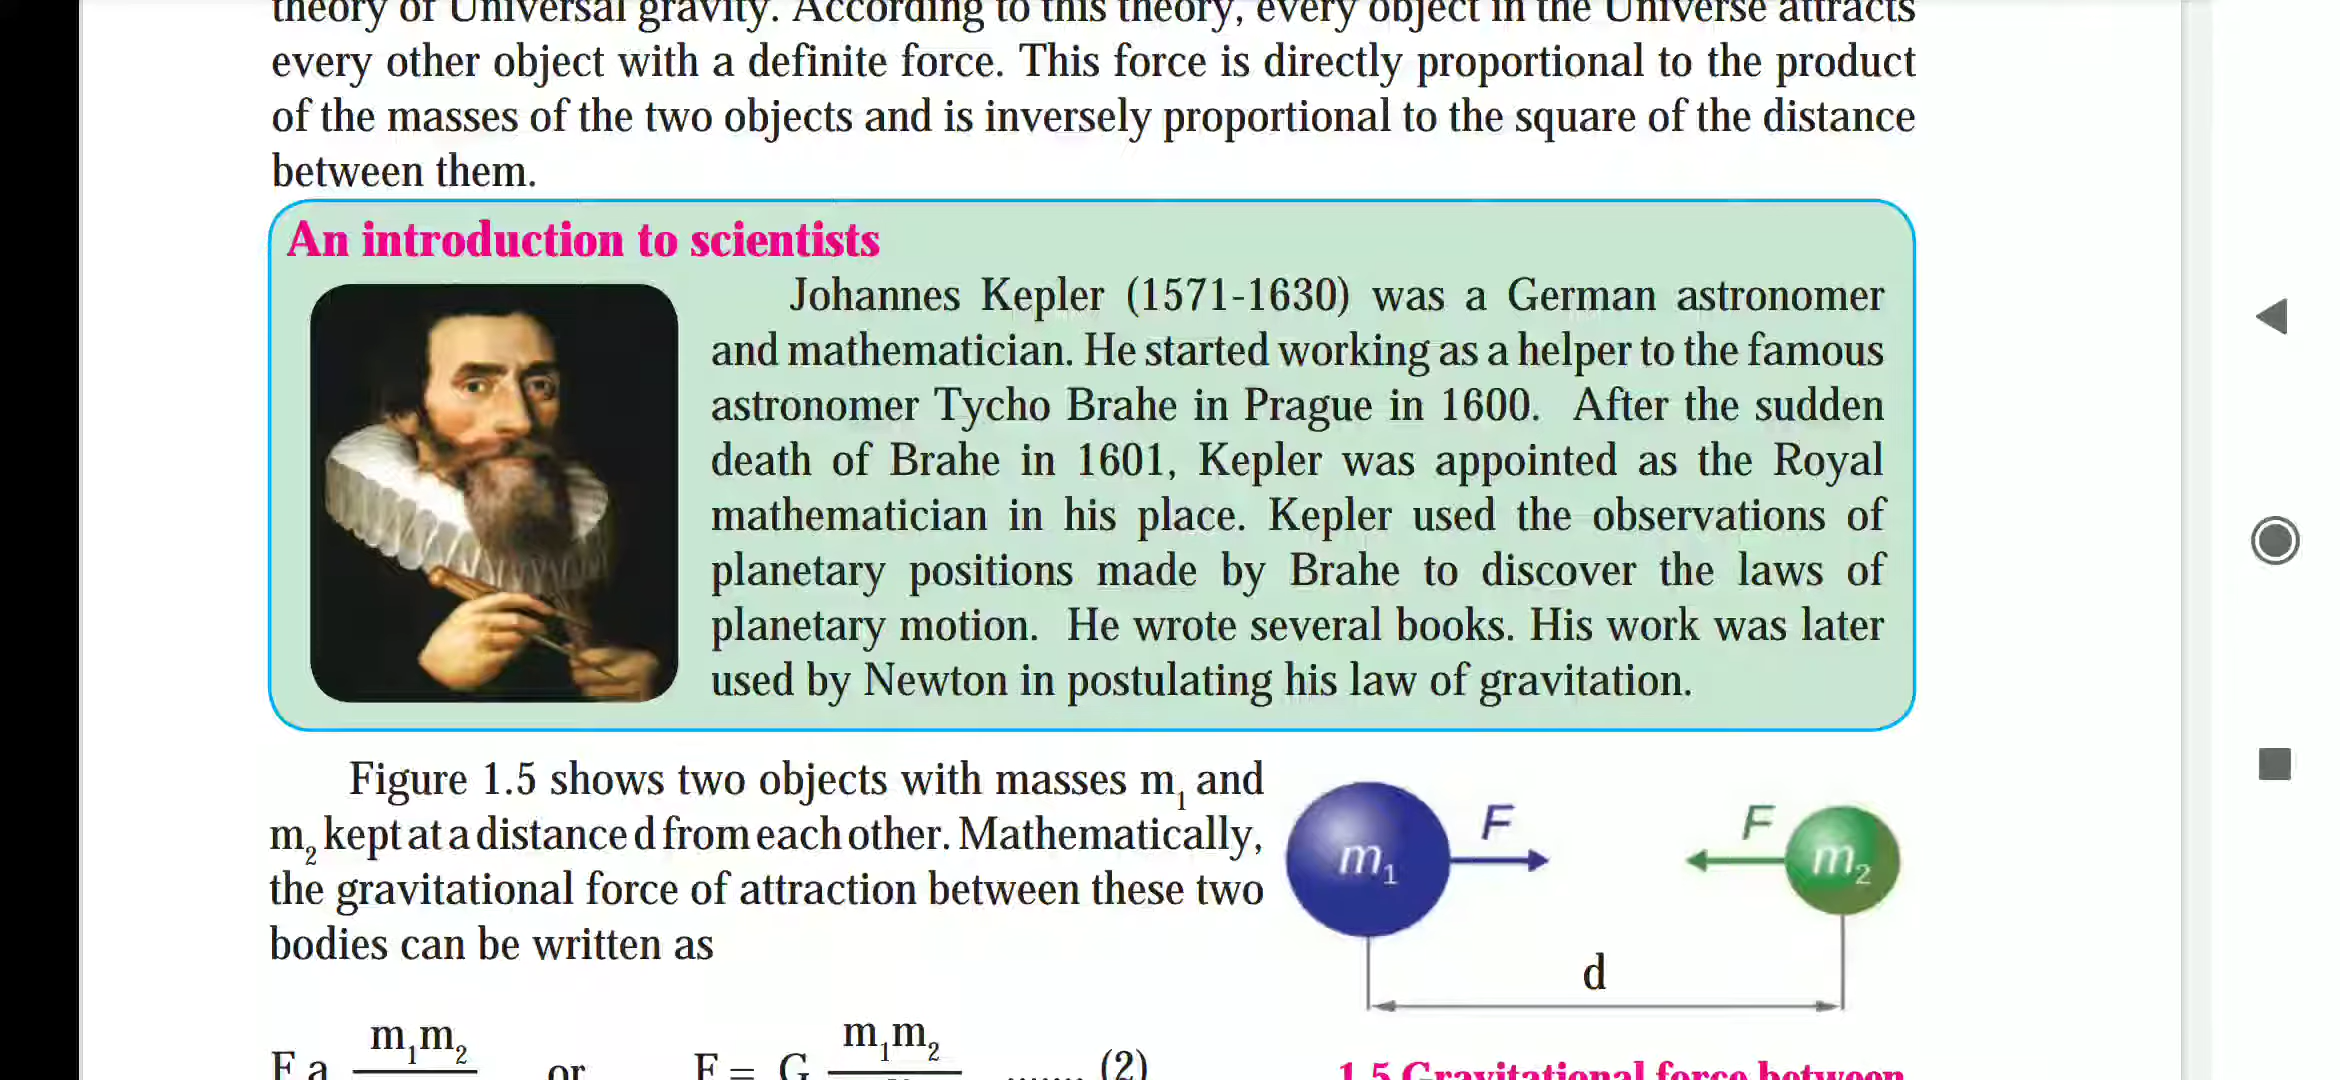 theory of Universal gravity. According to this theory, every object in the Universe attracts
every other object with a definite force. This force is directly proportional to the product
of the masses of the two objects and is inversely proportional to the square of the distance
between them.
An introduction to scientists
Johannes Kepler (1571-1630) was a German astronomer
and mathematician. He started working as a helper to the famous
astronomer Tycho Brahe in Prague in 1600. After the sudden
death of Brahe in 1601, Kepler was appointed as the Royal
mathematician in his place. Kepler used the observations of
planetary positions made by Brahe to discover the laws of
planetary motion. He wrote several books. His work was later
used by Newton in postulating his law of gravitation.
Figure 1.5 shows two objects with masses m₁ and
m₂ kept at a distance d from each other. Mathematically,
the gravitational force of attraction between these two
bodies can be written as
m₁ F F m₂
d
m₁m₂ m₁m₂
F a or F = G ....... (2)
1.5 Gravitational force between